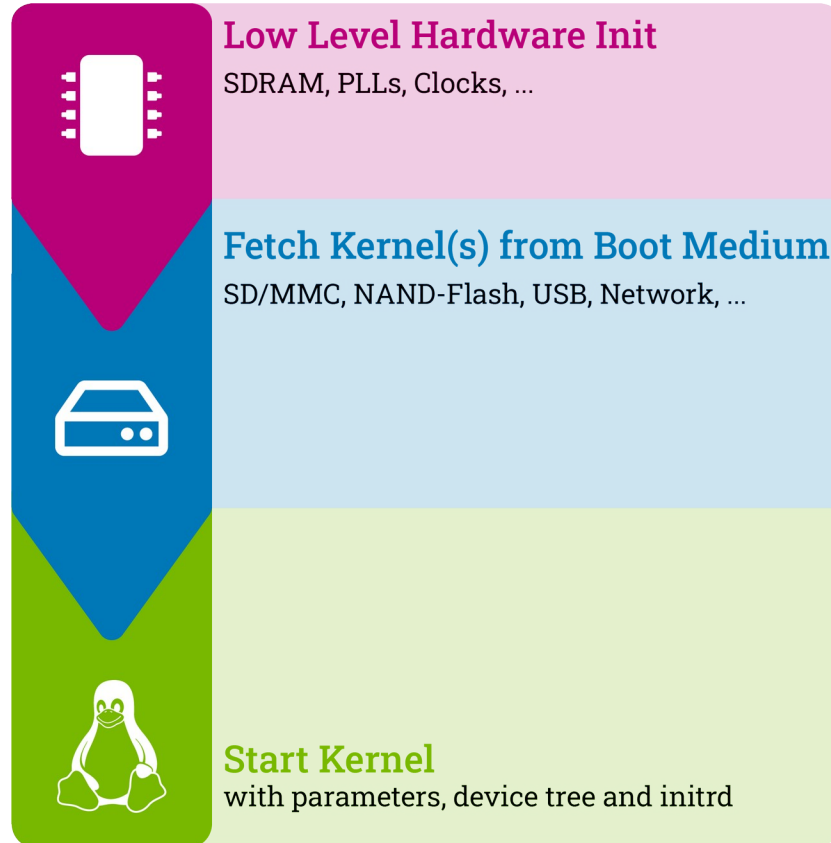 Low Level Hardware Init
SDRAM, PLLs, Clocks, ...
Fetch Kernel(s) from Boot Medium
SD/MMC, NAND-Flash, USB, Network, ...
Start Kernel
with parameters, device tree and initrd